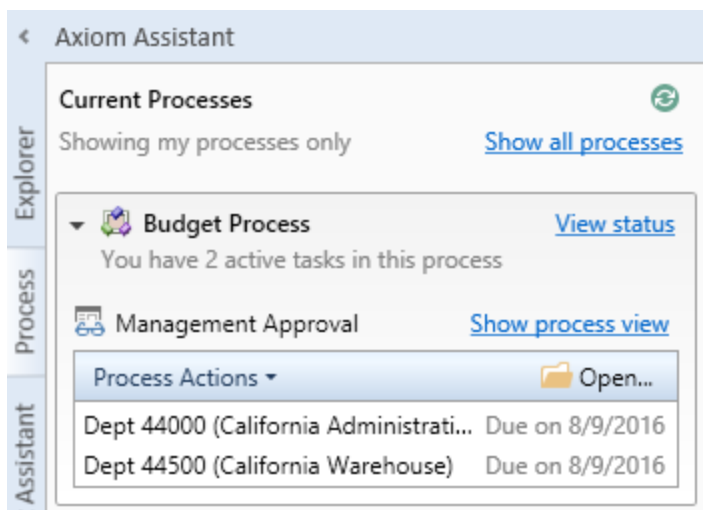 Axiom Assistant
Current Processes
Showing my processes only Show all processes
Budget Process View status
You have 2 active tasks in this process
Management Approval Show process view
Process Actions Open...
Dept 44000 (California Administrati... Due on 8/9/2016
Dept 44500 (California Warehouse) Due on 8/9/2016
Explorer
Process
Assistant